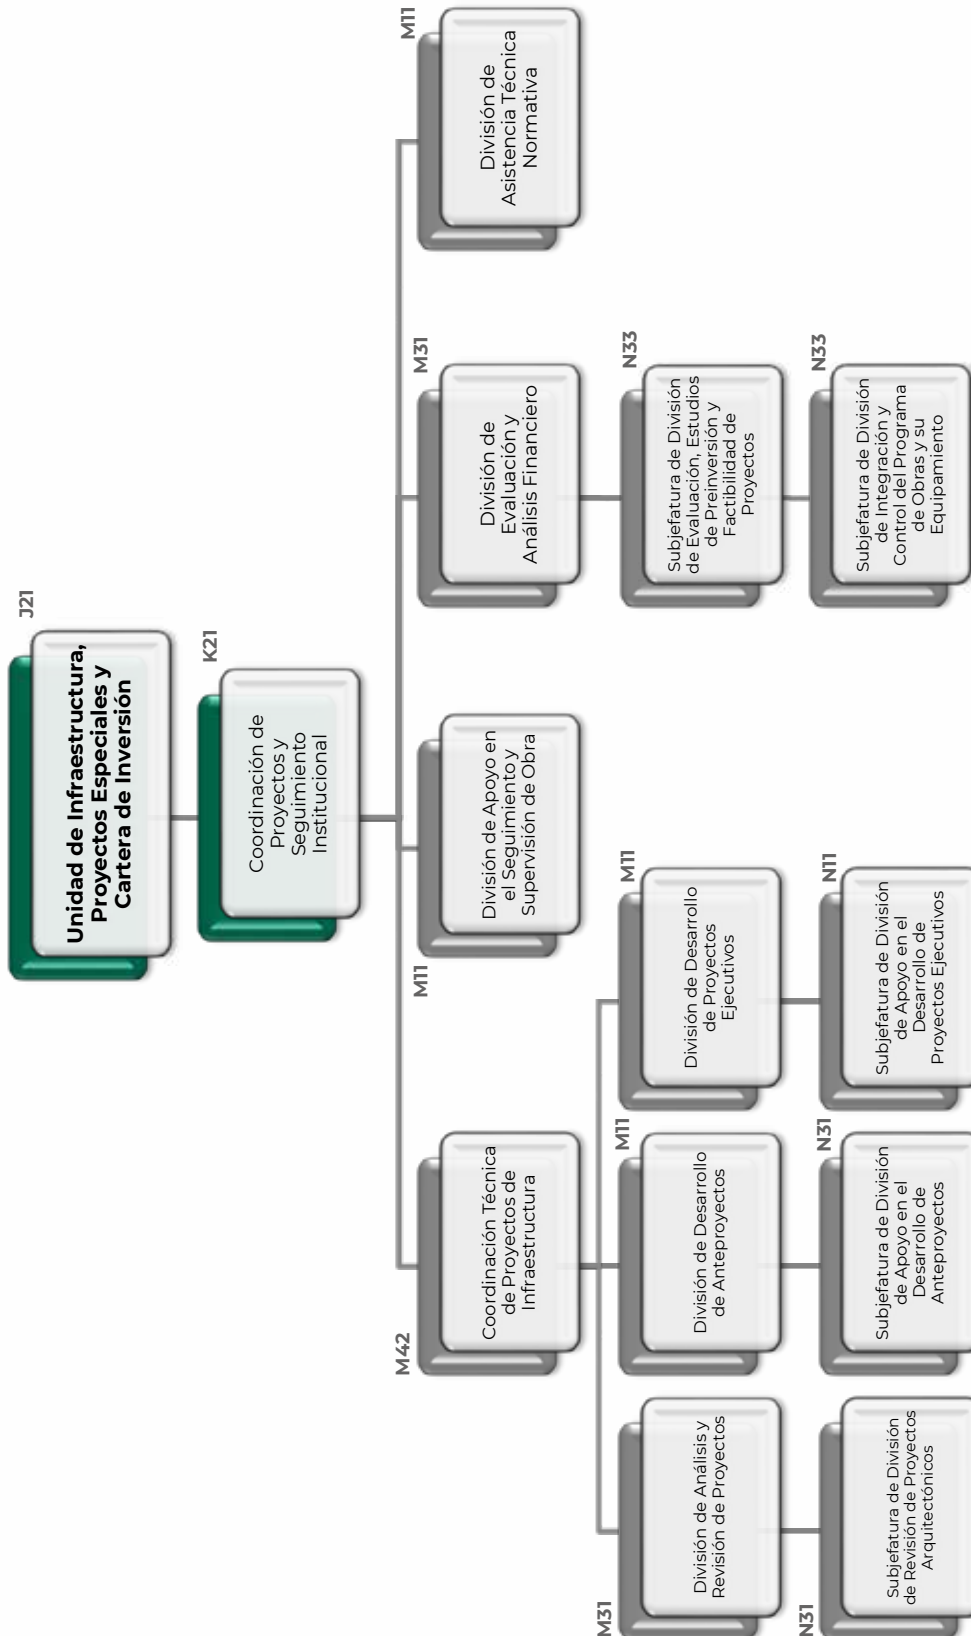 J21
Unidad de Infraestructura,
Proyectos Especiales y
Cartera de Inversión
K21
Coordinación de
Proyectos y
Seguimiento
Institucional
M42
Coordinación Técnica
de Proyectos de
Infraestructura
M11
División de Apoyo en
el Seguimiento y
Supervisión de Obra
M31
División de
Evaluación y
Análisis Financiero
M11
División de
Asistencia Técnica
Normativa
M31
División de Análisis y
Revisión de Proyectos
M11
División de Desarrollo
de Anteproyectos
M11
División de Desarrollo
de Proyectos
Ejecutivos
N33
Subjefatura de División
de Evaluación, Estudios
de Preinversión y
Factibilidad de
Proyectos
N31
Subjefatura de División
de Revisión de Proyectos
Arquitectónicos
N31
Subjefatura de División
de Apoyo en el
Desarrollo de
Anteproyectos
N11
Subjefatura de División
de Apoyo en el
Desarrollo de
Proyectos Ejecutivos
N33
Subjefatura de División
de Integración y
Control del Programa
de Obras y su
Equipamiento